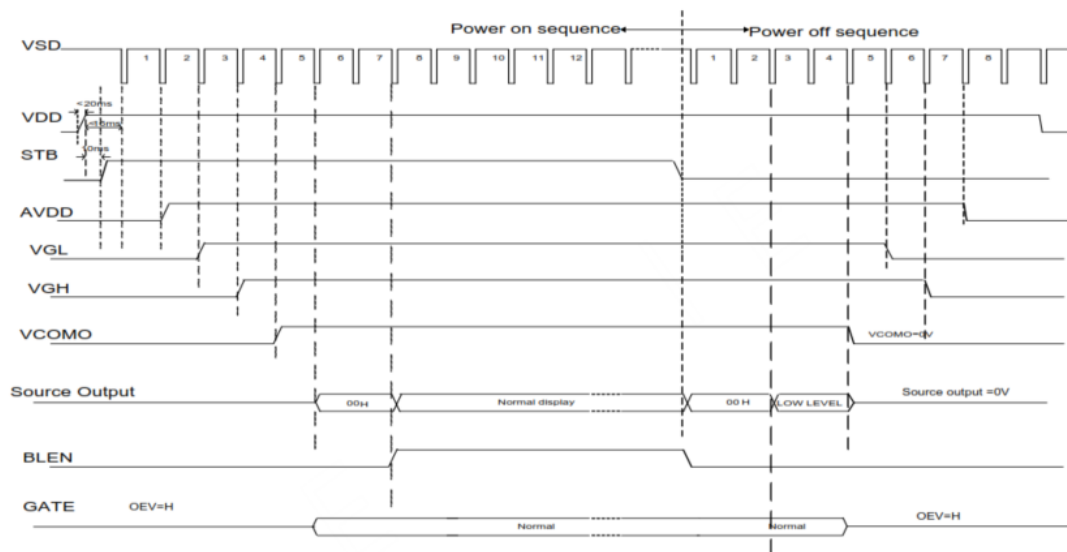 Power on sequence
Power off sequence
VSD
1 2 3 4 5 6 7 8 9 10 11 12 1 2 3 4 5 6 7 8
<20ms
VDD
STB
AVDD
VGL
VGH
VCOMO
VCOMO=0V
Source Output
00H
Normal display
00 H
LOW LEVEL
Source output =0V
BLEN
GATE
OEV=H
Normal
Normal
OEV=H